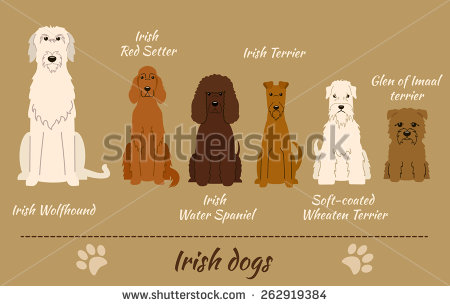 Irish
Red Setter
Irish Terrier
Glen of Imaal
terrier
Irish Wolfhound
Irish
Water Spaniel
Soft-coated
Wheaten Terrier
Irish dogs
shutterstock
www.shutterstock.com · 262919384